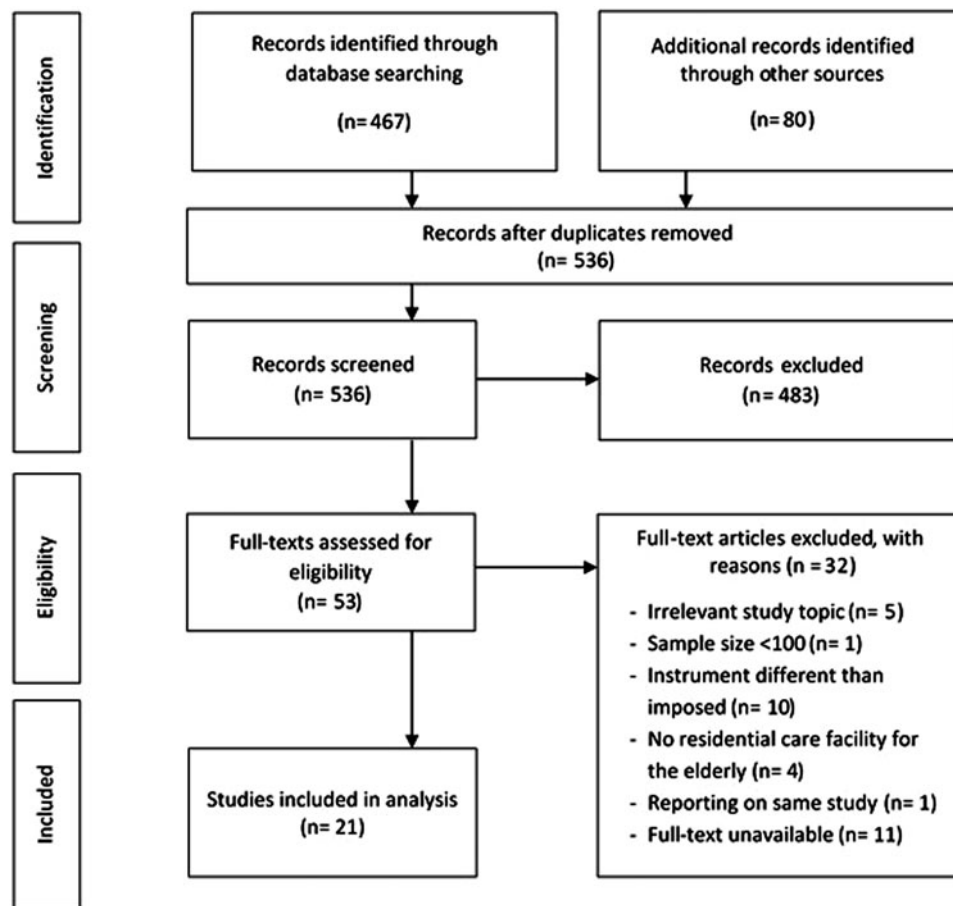 Identification
Records identified through
database searching
(n= 467)
Additional records identified
through other sources
(n= 80)
Records after duplicates removed
(n= 536)
Screening
Records screened
(n= 536)
Records excluded
(n= 483)
Eligibility
Full-texts assessed for
eligibility
(n= 53)
Full-text articles excluded, with
reasons (n = 32)
- Irrelevant study topic (n= 5)
- Sample size <100 (n= 1)
- Instrument different than
imposed (n= 10)
- No residential care facility for
the elderly (n= 4)
- Reporting on same study (n= 1)
- Full-text unavailable (n= 11)
Included
Studies included in analysis
(n= 21)